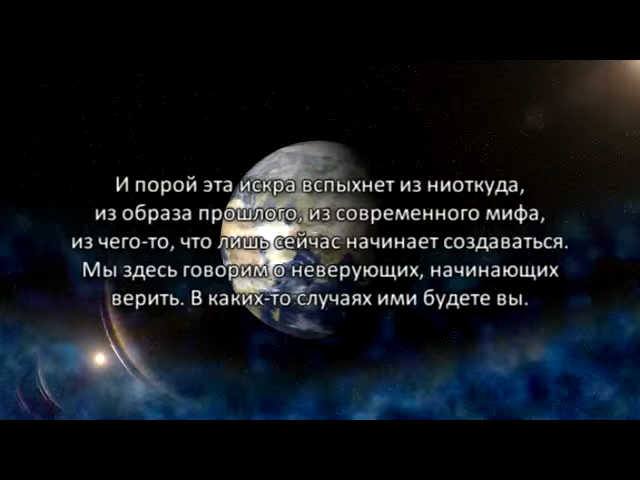 И порой эта искра вспыхнет из ниоткуда,
из образа прошлого, из современного мифа,
из чего-то, что лишь сейчас начинает создаваться.
Мы здесь говорим о неверующих, начинающих
верить. В каких-то случаях ими будете вы.